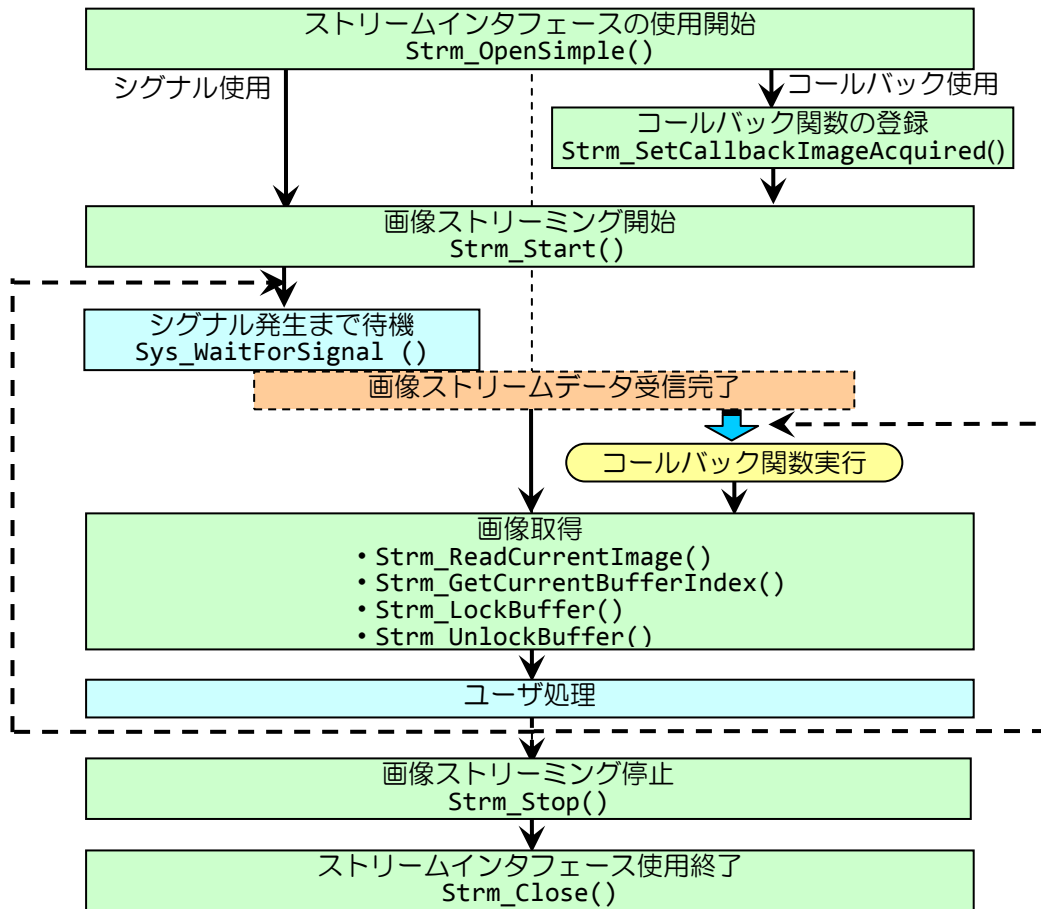 ストリームインタフェースの使用開始
Strm_OpenSimple()
シグナル使用
コールバック使用
コールバック関数の登録
Strm_SetCallbackImageAcquired()
画像ストリーミング開始
Strm_Start()
シグナル発生まで待機
Sys_WaitForSignal ()
画像ストリームデータ受信完了
コールバック関数実行
画像取得
・Strm_ReadCurrentImage()
・Strm_GetCurrentBufferIndex()
・Strm_LockBuffer()
・Strm UnlockBuffer()
ユーザ処理
画像ストリーミング停止
Strm_Stop()
ストリームインタフェース使用終了
Strm_Close()